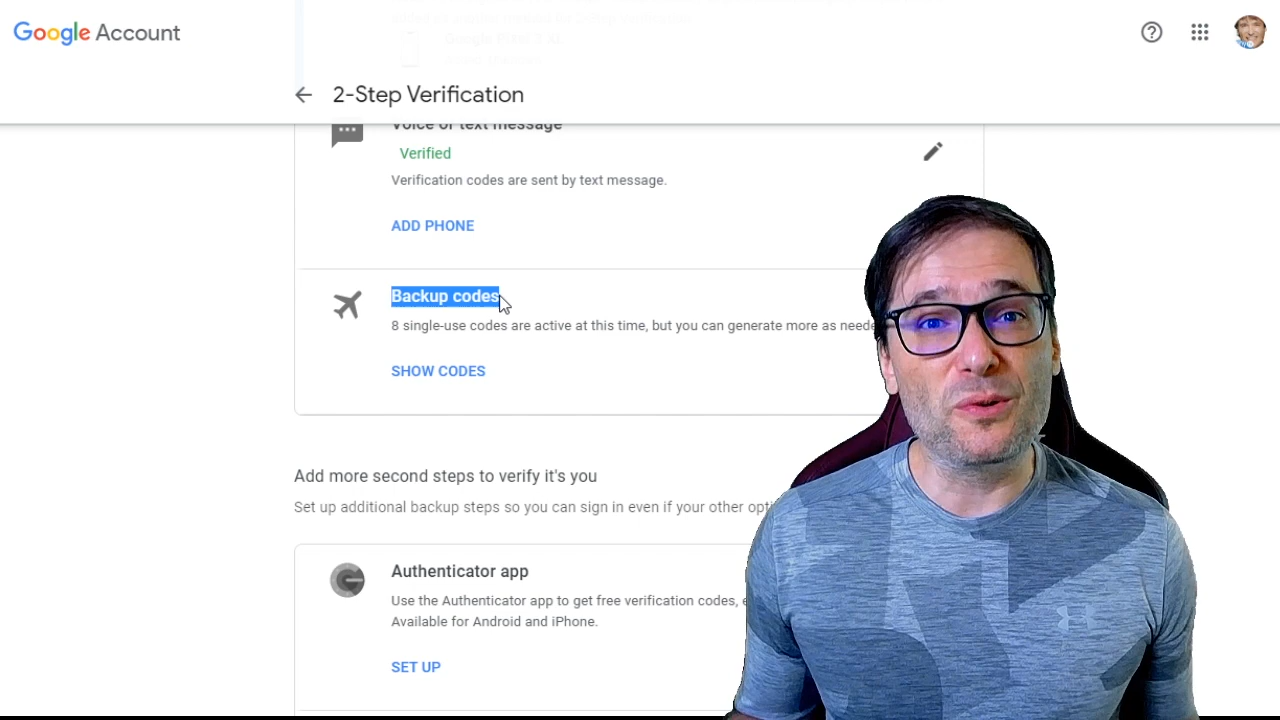 Google Account
2-Step Verification
Voice or text message
Verified
Verification codes are sent by text message.
ADD PHONE
Backup codes
8 single-use codes are active at this time, but you can generate more as neede
SHOW CODES
Add more second steps to verify it's you
Set up additional backup steps so you can sign in even if your other opti
Authenticator app
Use the Authenticator app to get free verification codes, e
Available for Android and iPhone.
SET UP